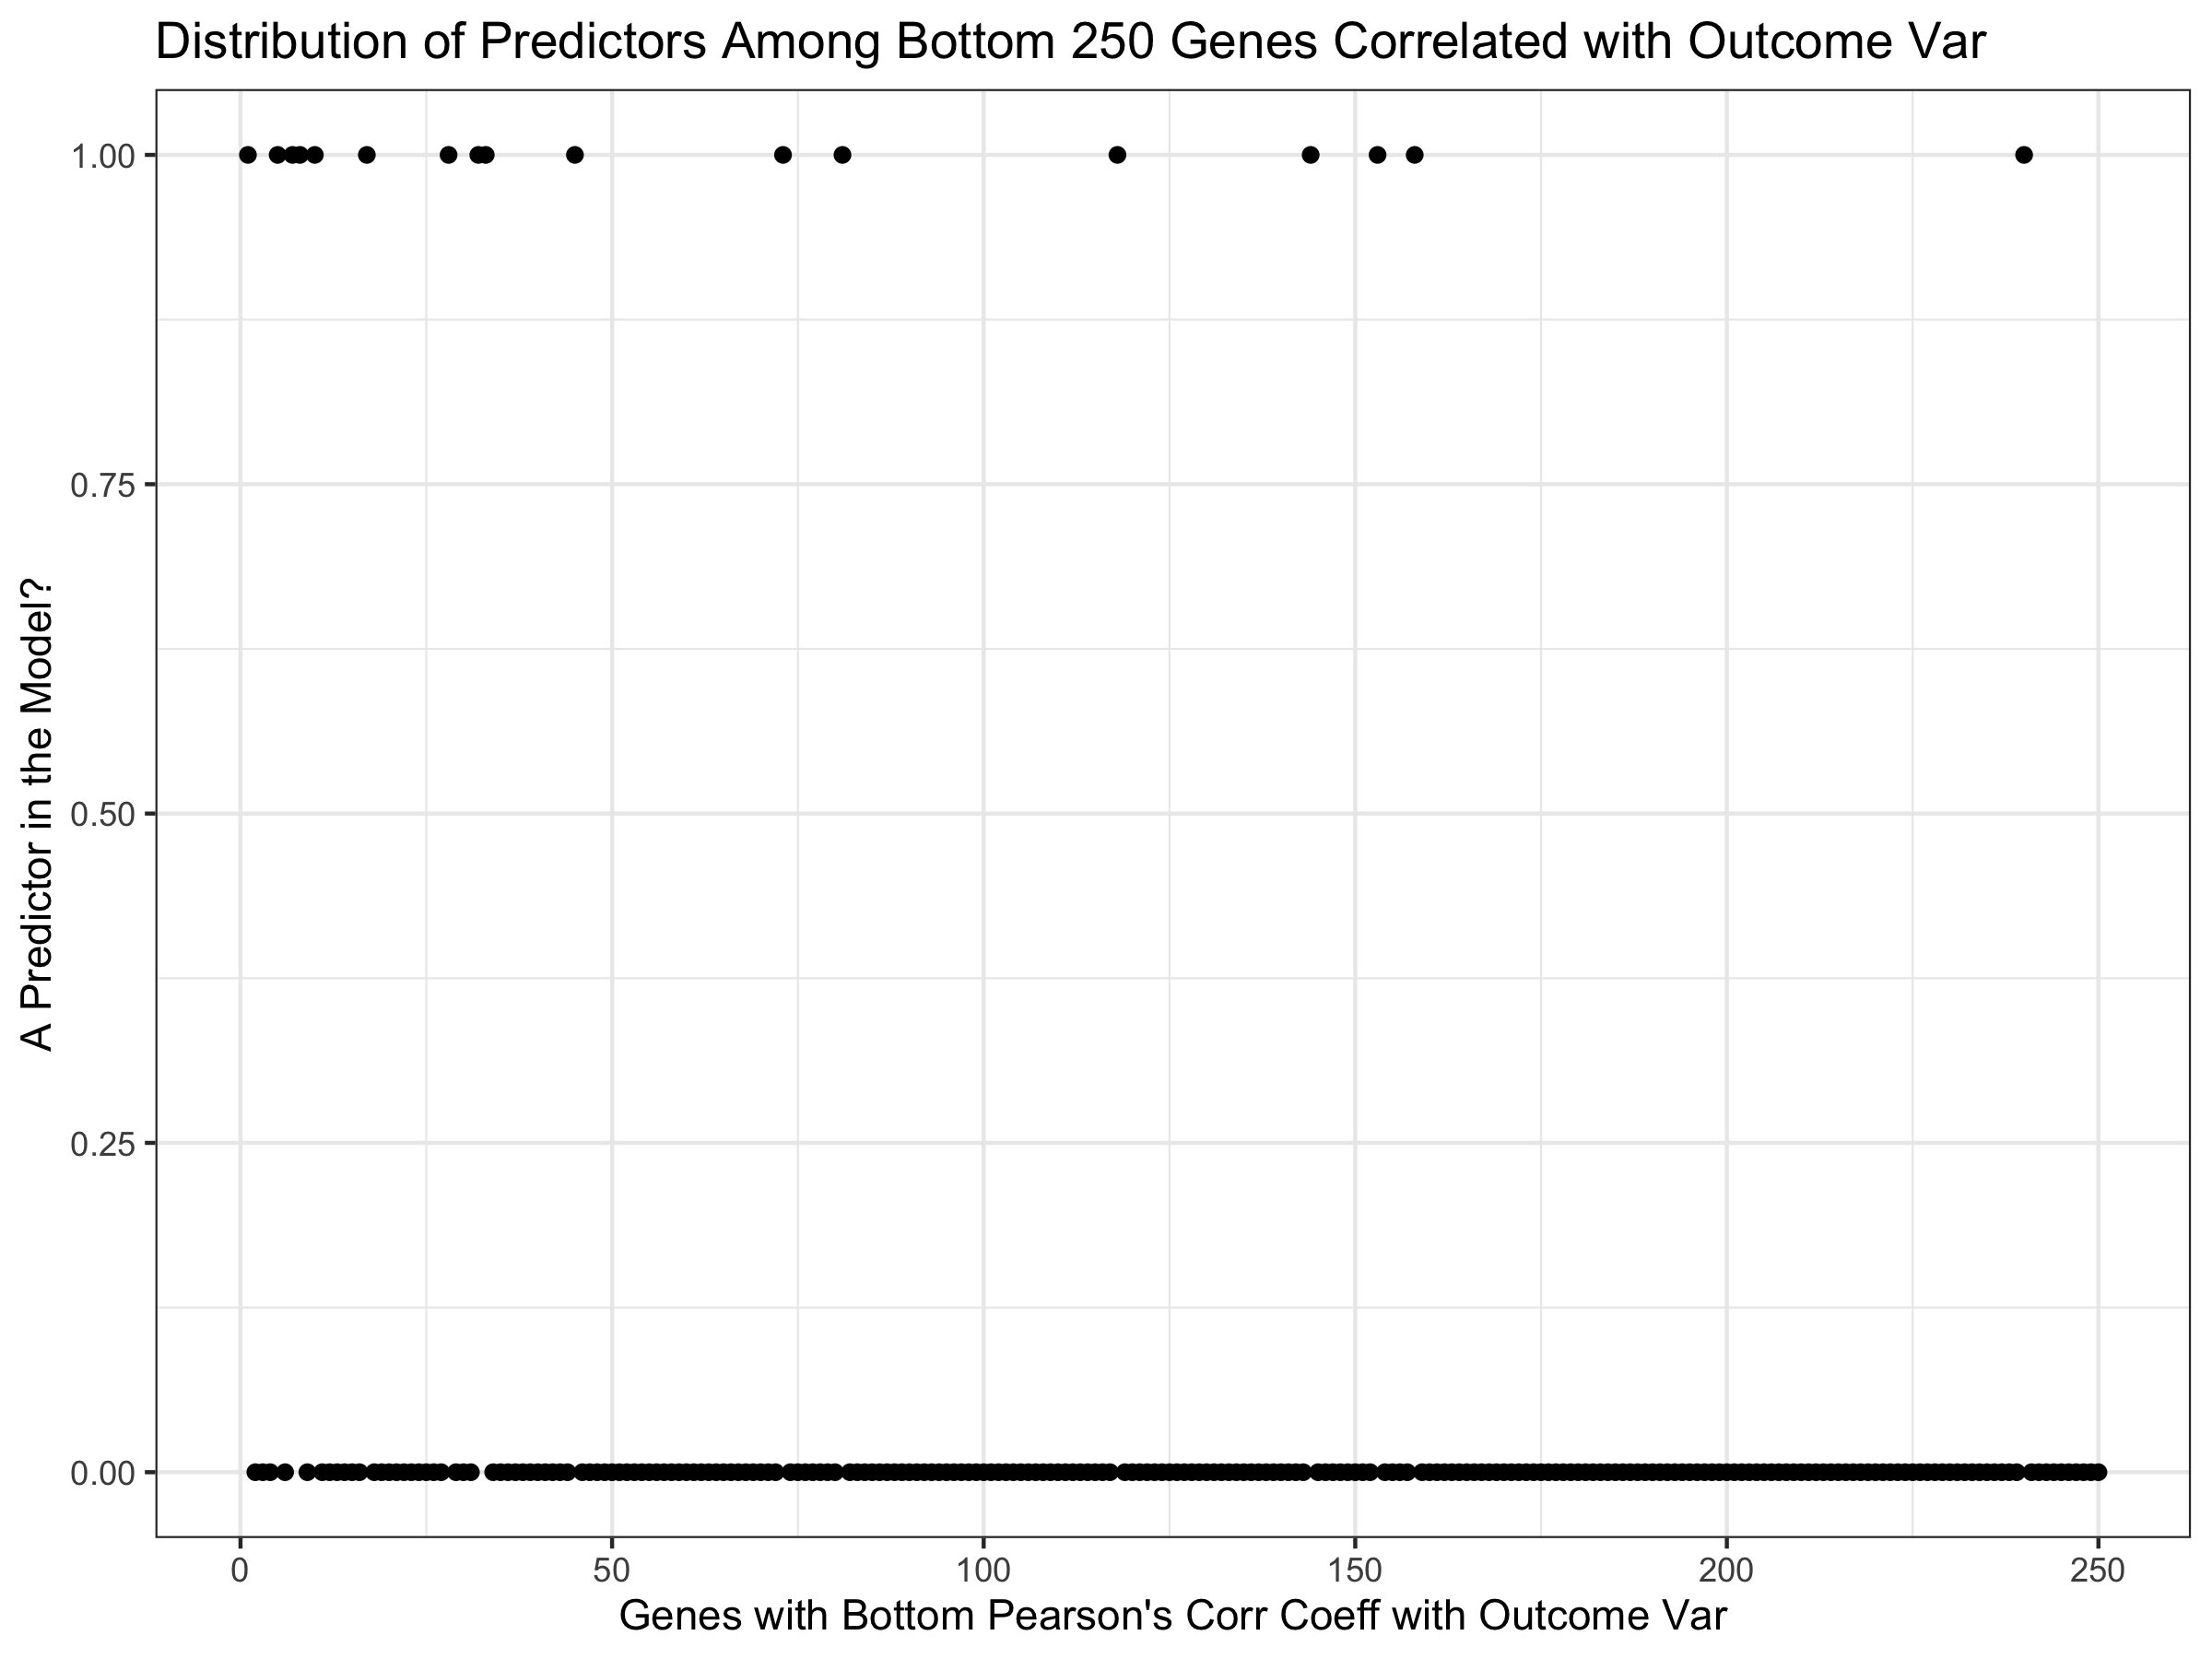 Distribution of Predictors Among Bottom 250 Genes Correlated with Outcome Var
A Predictor in the Model?
1.00
0.75
0.50
0.25
0.00
0 50 100 150 200 250
Genes with Bottom Pearson's Corr Coeff with Outcome Var